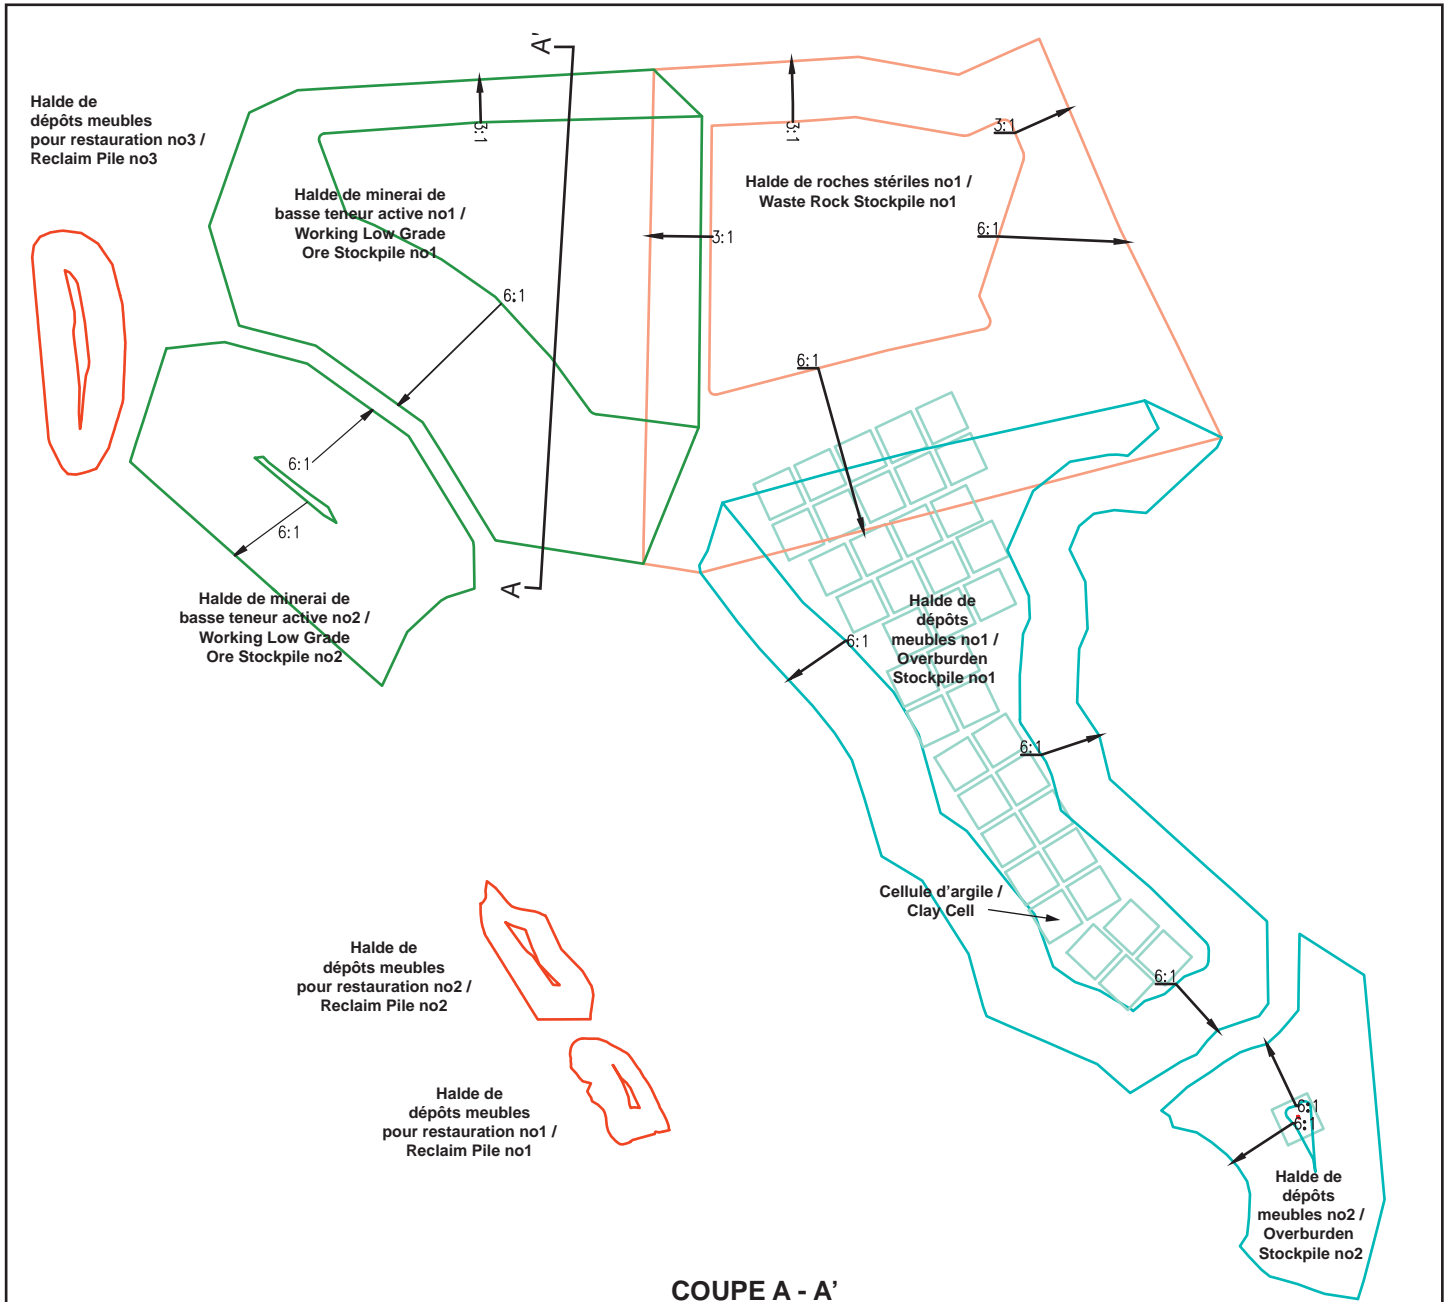 A'
Halde de
dépôts meubles
pour restauration no3 /
Reclaim Pile no3
3:1
3:1
3:1
Halde de minerai de
basse teneur active no1 /
Working Low Grade
Ore Stockpile no1
Halde de roches stériles no1 /
Waste Rock Stockpile no1
3:1
6:1
6:1
6:1
6:1
6:1
A
Halde de minerai de
basse teneur active no2 /
Working Low Grade
Ore Stockpile no2
Halde de
dépôts
meubles no1 /
Overburden
Stockpile no1
6:1
6:1
Cellule d'argile /
Clay Cell
Halde de
dépôts meubles
pour restauration no2 /
Reclaim Pile no2
6:1
Halde de
dépôts meubles
pour restauration no1 /
Reclaim Pile no1
6:1
6:1
Halde de
dépôts
meubles no2 /
Overburden
Stockpile no2
COUPE A - A’